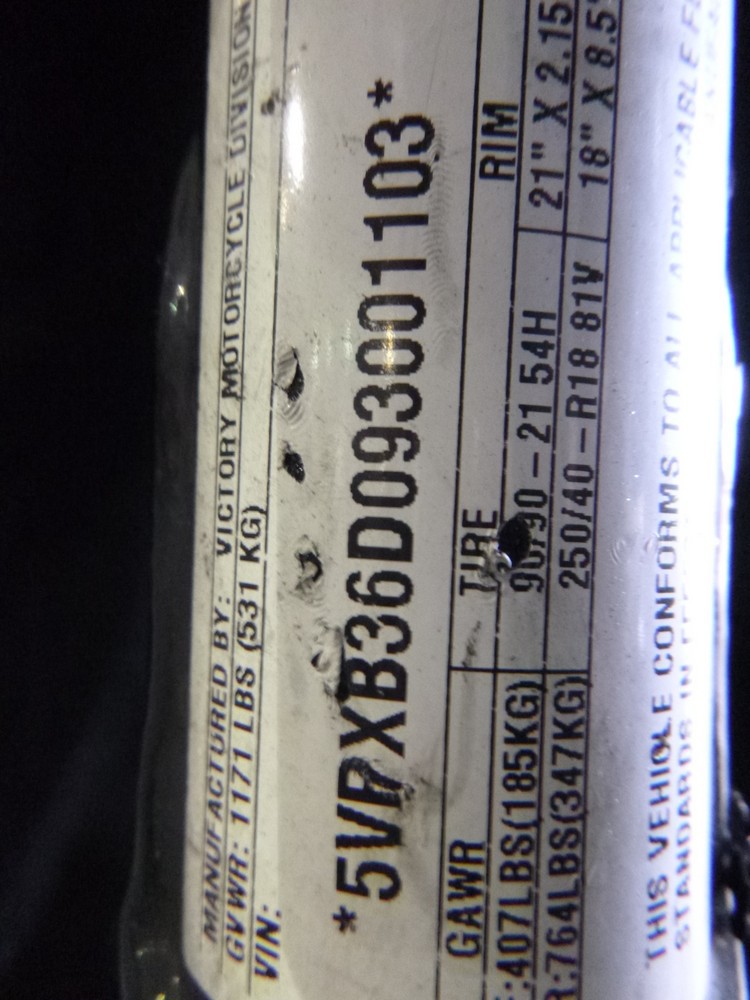 MANUFACTURED BY: VICTORY MOTORCYCLE DIVISION
GVWR: 1171 LBS (531 KG)
VIN:
*5VPXB36D093001103*
GAWR TIRE RIM
:407LBS(185KG) 90/90-21 54H 21" X 2.15
R:764LBS(347KG) 250/40-R18 81V 18" X 8.5
THIS VEHICLE CONFORMS TO ALL APPLICABLE
STANDARDS IN